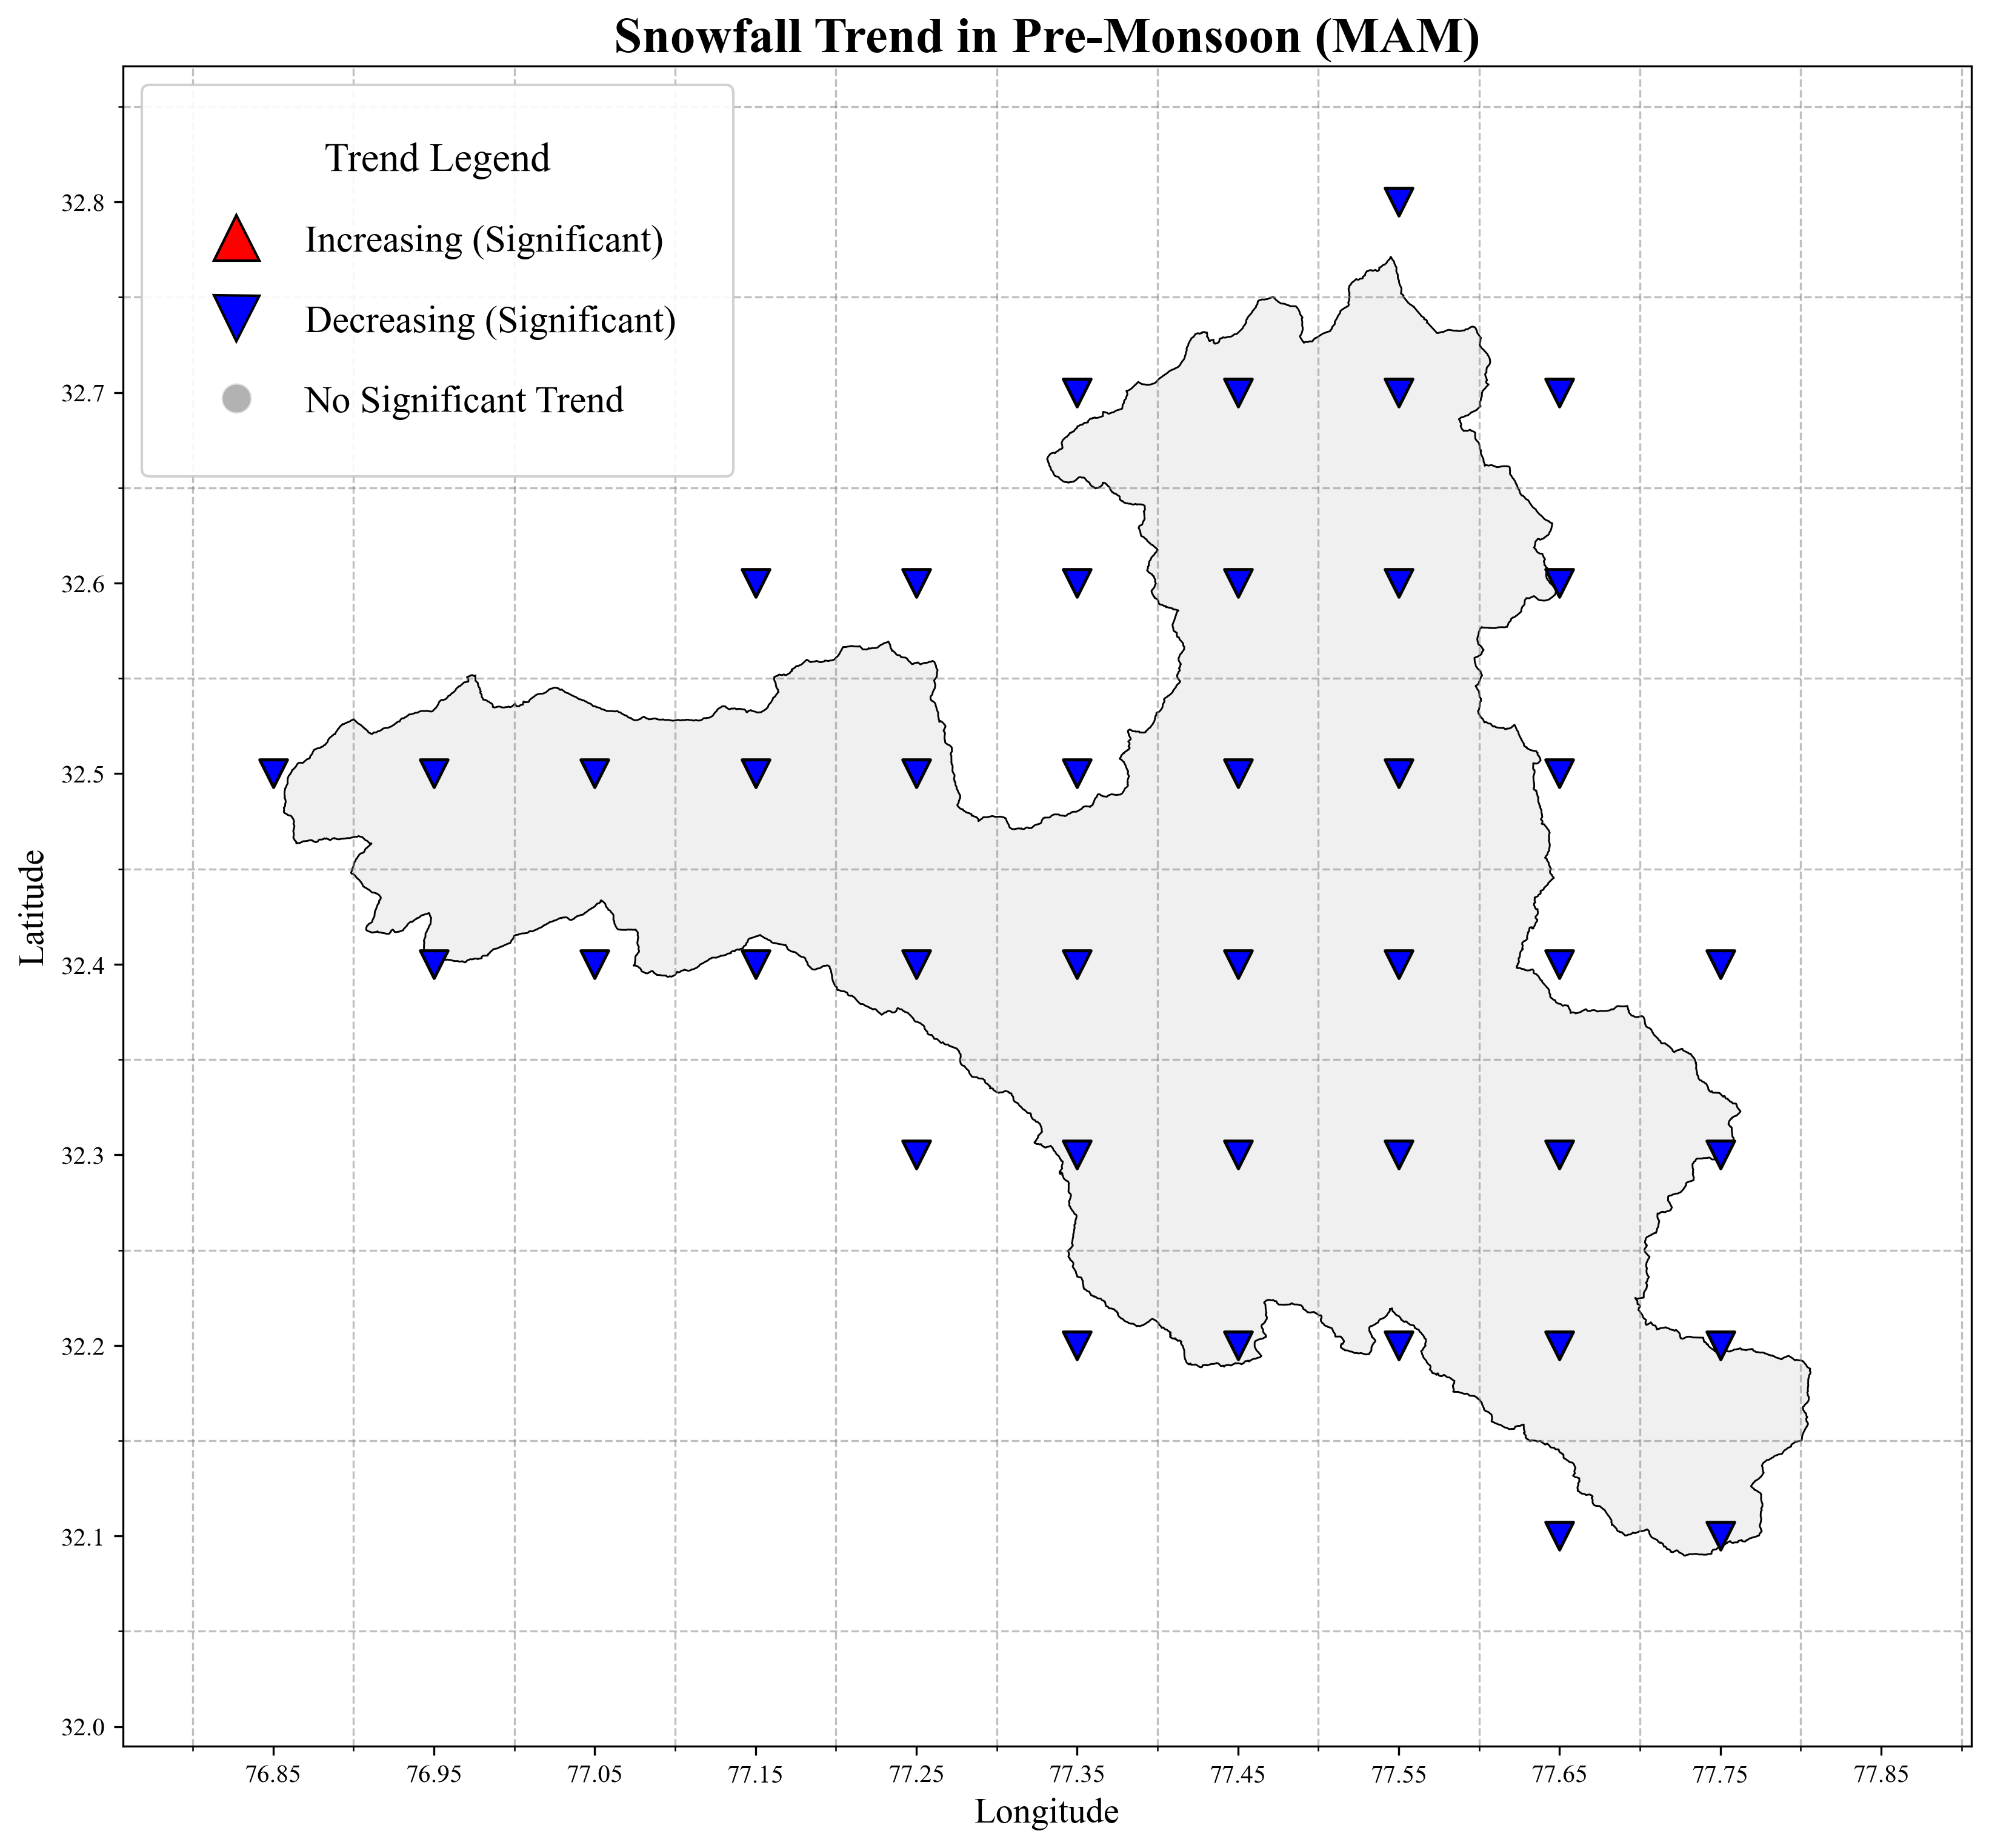 Snowfall Trend in Pre-Monsoon (MAM)
Trend Legend
Increasing (Significant)
Decreasing (Significant)
No Significant Trend
Latitude
32.8
32.7
32.6
32.5
32.4
32.3
32.2
32.1
32.0
76.85 76.95 77.05 77.15 77.25 77.35 77.45 77.55 77.65 77.75 77.85
Longitude